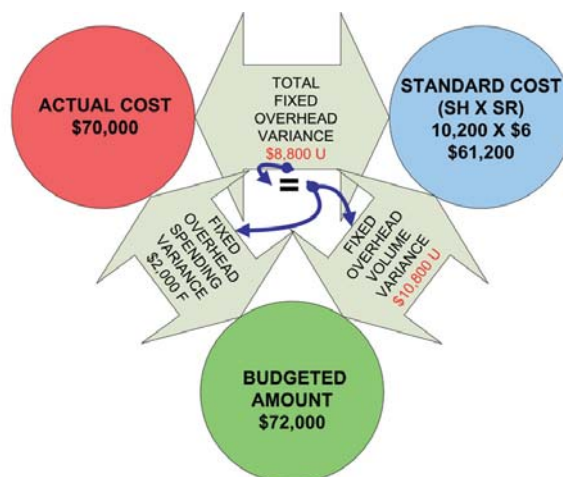 ACTUAL COST
$70,000
TOTAL
FIXED
OVERHEAD
VARIANCE
$8,800 U
STANDARD COST
(SH X SR)
10,200 X $6
$61,200
=
FIXED
OVERHEAD
SPENDING
VARIANCE
$2,000 F
FIXED
OVERHEAD
VOLUME
VARIANCE
$10,800 U
BUDGETED
AMOUNT
$72,000